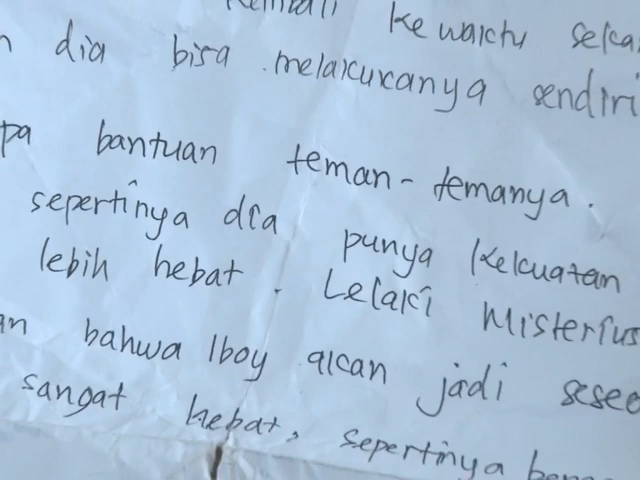 Kembali ke waktu
dia bisa melakukanya sendiri
bantuan teman-temanya.
sepertinya dia punya kekuatan
lebih hebat. Lelaki Misterius
bahwa Iboy akan jadi
sangat hebat, sepertinya